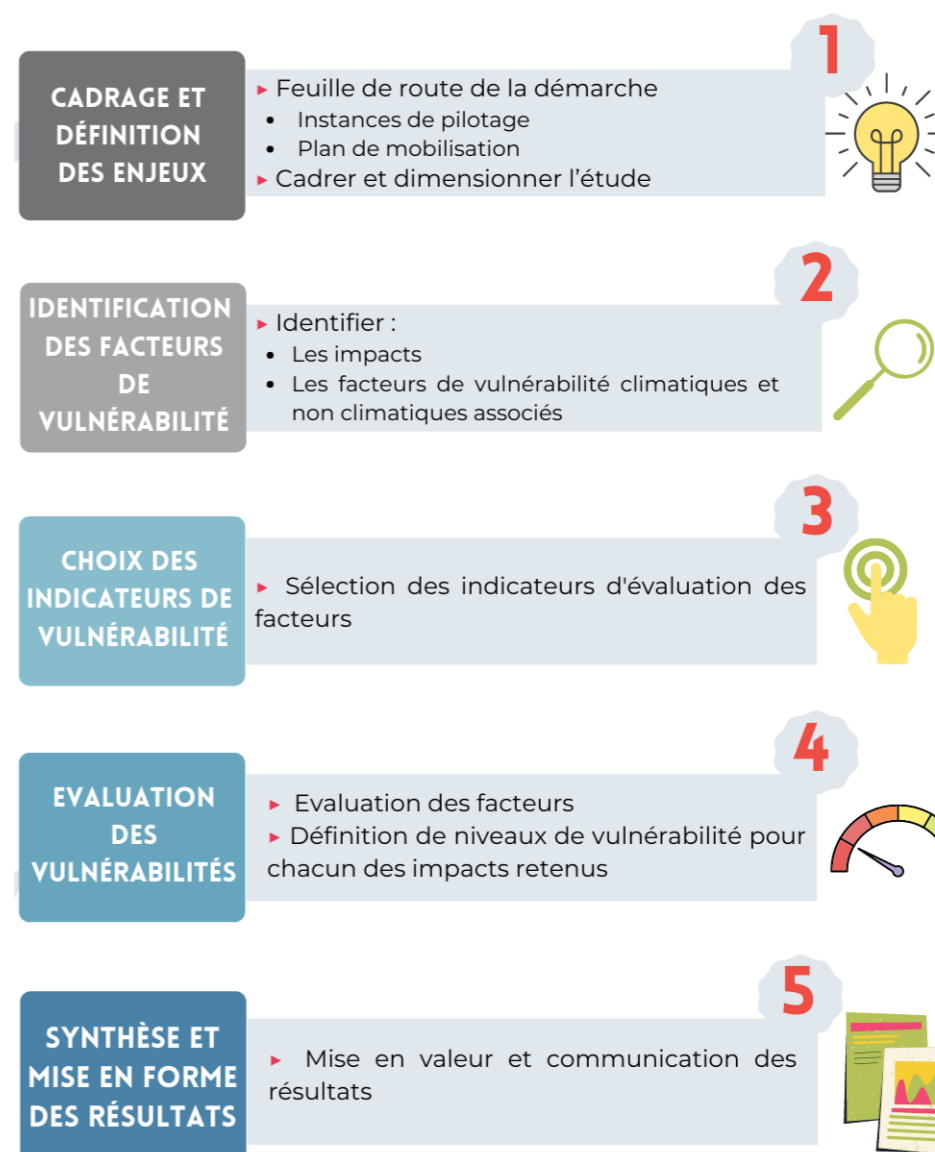 1
CADRAGE ET
DÉFINITION
DES ENJEUX
► Feuille de route de la démarche
• Instances de pilotage
• Plan de mobilisation
► Cadrer et dimensionner l'étude
2
IDENTIFICATION
DES FACTEURS
DE
VULNÉRABILITÉ
► Identifier :
• Les impacts
• Les facteurs de vulnérabilité climatiques et
non climatiques associés
3
CHOIX DES
INDICATEURS DE
VULNÉRABILITÉ
► Sélection des indicateurs d'évaluation des
facteurs
4
EVALUATION
DES
VULNÉRABILITÉS
► Evaluation des facteurs
► Définition de niveaux de vulnérabilité pour
chacun des impacts retenus
5
SYNTHÈSE ET
MISE EN FORME
DES RÉSULTATS
► Mise en valeur et communication des
résultats